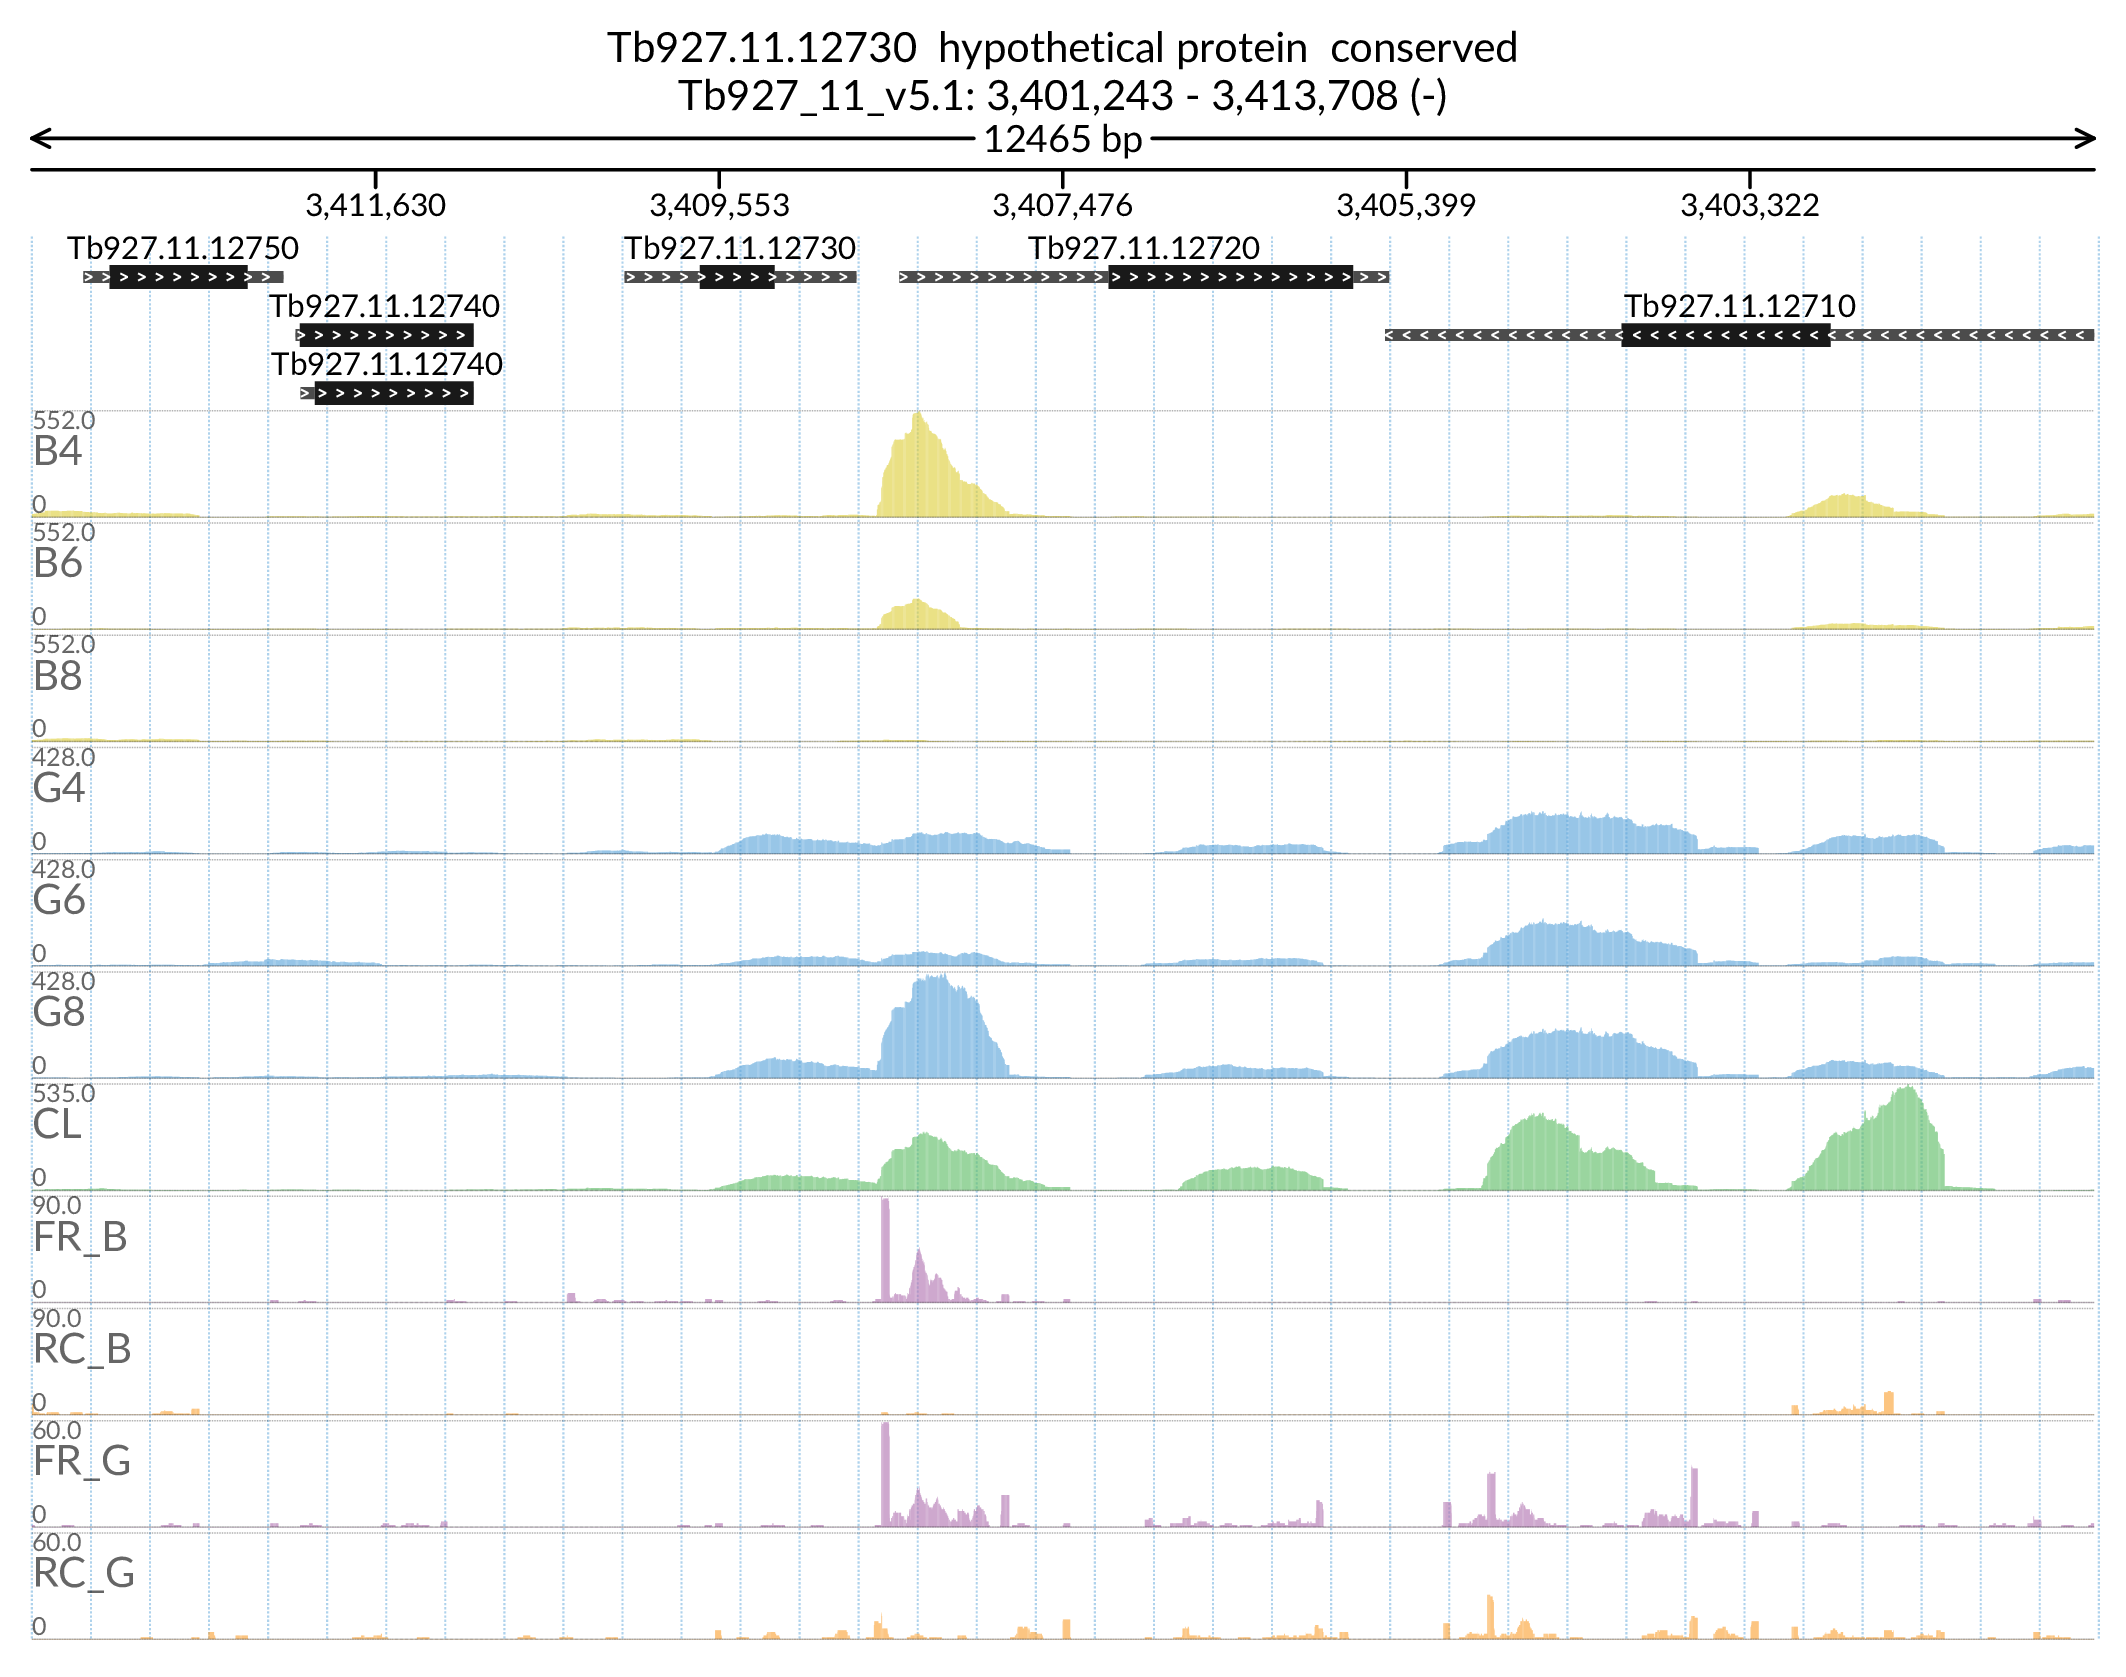 Tb927.11.12730  hypothetical protein  conserved
Tb927_11_v5.1: 3,401,243 - 3,413,708 (-)
12465 bp
3,411,630 3,409,553 3,407,476 3,405,399 3,403,322
Tb927.11.12750 Tb927.11.12730 Tb927.11.12720
Tb927.11.12740 Tb927.11.12710
Tb927.11.12740
552.0
B4
0
552.0
B6
0
552.0
B8
0
428.0
G4
0
428.0
G6
0
428.0
G8
0
535.0
CL
0
90.0
FR_B
0
90.0
RC_B
0
60.0
FR_G
0
60.0
RC_G
0